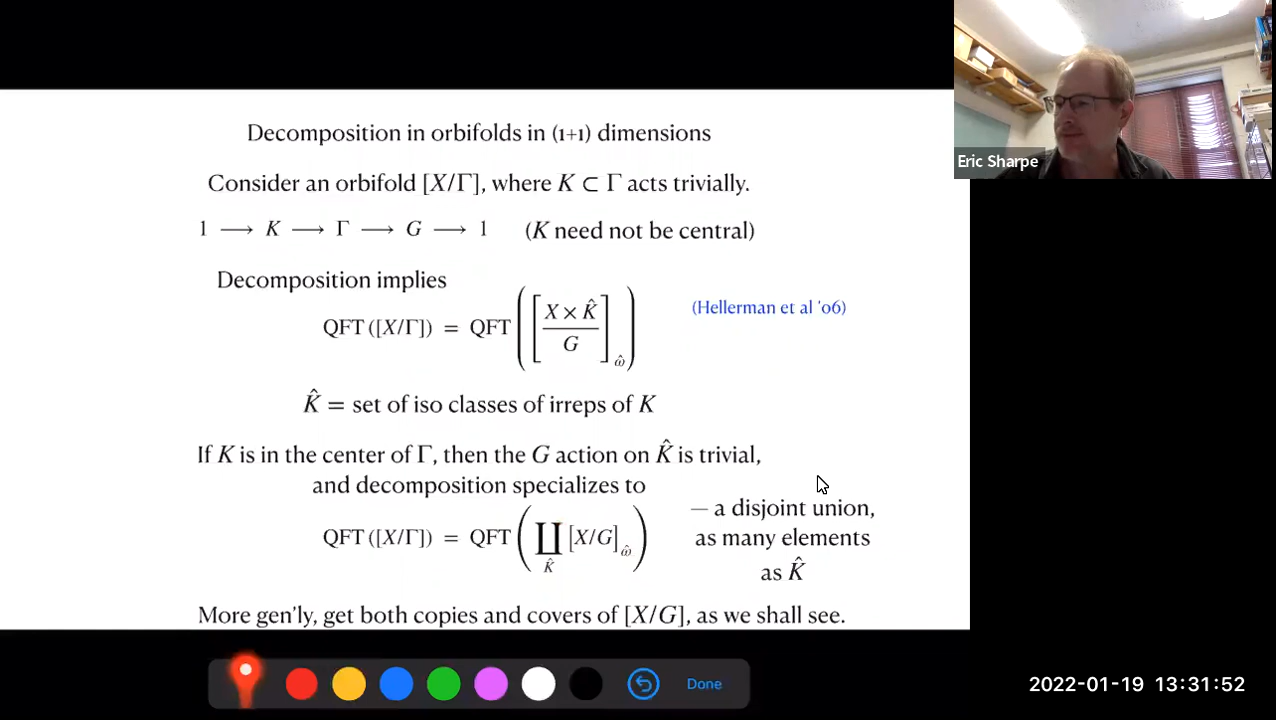 Decomposition in orbifolds in (1+1) dimensions
Eric Sharpe
Consider an orbifold [X/Γ], where K ⊂ Γ acts trivially.
1 ⟶ K ⟶ Γ ⟶ G ⟶ 1 (K need not be central)
Decomposition implies
QFT([X/Γ]) = QFT([X × K̂ / G]_ω̂) (Hellerman et al '06)
K̂ = set of iso classes of irreps of K
If K is in the center of Γ, then the G action on K̂ is trivial,
and decomposition specializes to
QFT([X/Γ]) = QFT(∐_K̂ [X/G]_ω̂)
— a disjoint union,
as many elements
as K̂
More gen'ly, get both copies and covers of [X/G], as we shall see.
Done
2022-01-19 13:31:52